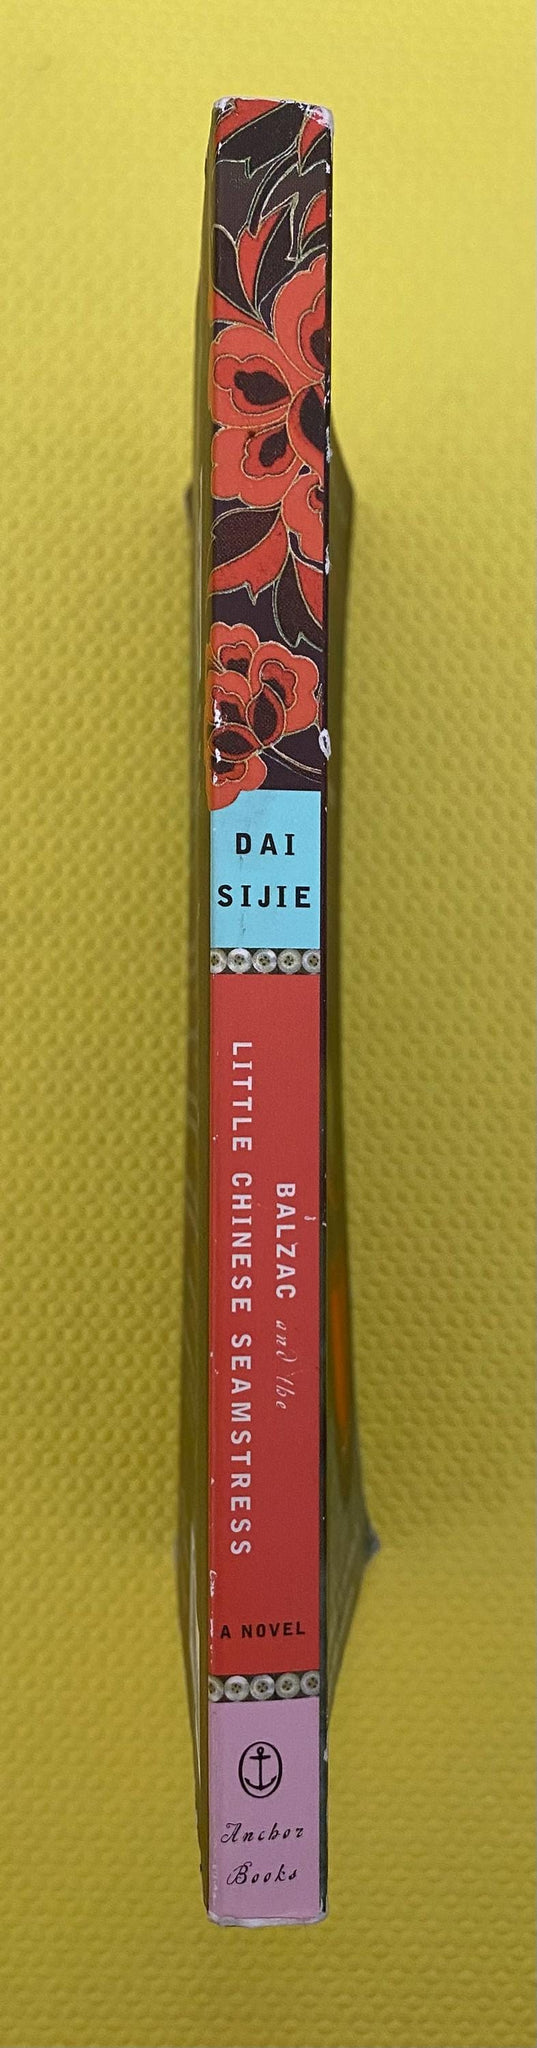 DAI
SIJIE
BALZAC and the
LITTLE CHINESE SEAMSTRESS
A NOVEL
Anchor
Books